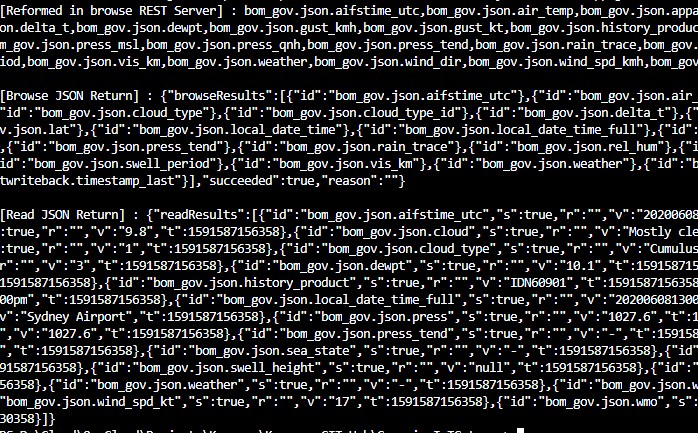 [Reformed in browse REST Server] : bom_gov.json.aifstime_utc,bom_gov.json.air_temp,bom_gov.json.appa
on.delta_t,bom_gov.json.dewpt,bom_gov.json.gust_kmh,bom_gov.json.gust_kt,bom_gov.json.history_produc
m_gov.json.press_msl,bom_gov.json.press_qnh,bom_gov.json.press_tend,bom_gov.json.rain_trace,bom_gov.j
iod,bom_gov.json.vis_km,bom_gov.json.weather,bom_gov.json.wind_dir,bom_gov.json.wind_spd_kmh,bom_gov
[Browse JSON Return] : {"browseResults":[{"id":"bom_gov.json.aifstime_utc"},{"id":"bom_gov.json.air_
"id":"bom_gov.json.cloud_type"},{"id":"bom_gov.json.cloud_type_id"},{"id":"bom_gov.json.delta_t"},{"
v.json.lat"},{"id":"bom_gov.json.local_date_time"},{"id":"bom_gov.json.local_date_time_full"},{"id":
on.press_tend"},{"id":"bom_gov.json.rain_trace"},{"id":"bom_gov.json.rel_hum"},{"i
id":"bom_gov.json.swell_period"},{"id":"bom_gov.json.vis_km"},{"id":"bom_gov.json.weather"},{"id":"b
twriteback.timestamp_last"}],"succeeded":true,"reason":""}
[Read JSON Return] : {"readResults":[{"id":"bom_gov.json.aifstime_utc","s":true,"r":"","v":"20200608
:true,"r":"","v":"9.8","t":1591587156358},{"id":"bom_gov.json.cloud","s":true,"r":"","v":"Mostly cle
:true,"r":"","v":"1","t":1591587156358},{"id":"bom_gov.json.cloud_type","s":true,"r":"","v":"Cumulus
r":"","v":"3","t":1591587156358},{"id":"bom_gov.json.dewpt","s":true,"r":"","v":"10.1","t":159158715
d":"bom_gov.json.history_product","s":true,"r":"","v":"IDN60901","t":1591587156358
00pm","t":1591587156358},{"id":"bom_gov.json.local_date_time_full","s":true,"r":"","v":"202006081300
v":"Sydney Airport","t":1591587156358},{"id":"bom_gov.json.press","s":true,"r":"","v":"1027.6","t":1
","v":"1027.6","t":1591587156358},{"id":"bom_gov.json.press_tend","s":true,"r":"","v":"-","t":159158
"t":1591587156358},{"id":"bom_gov.json.sea_state","s":true,"r":"","v":"-","t":1591587156358},{"id"
1591587156358},{"id":"bom_gov.json.swell_height","s":true,"r":"","v":"null","t":1591587156358},{"id":
56358},{"id":"bom_gov.json.weather","s":true,"r":"","v":"-","t":1591587156358},{"id":"bom_gov.json.w
"bom_gov.json.wind_spd_kt","s":true,"r":"","v":"17","t":1591587156358},{"id":"bom_gov.json.wmo","s":
30358}]}